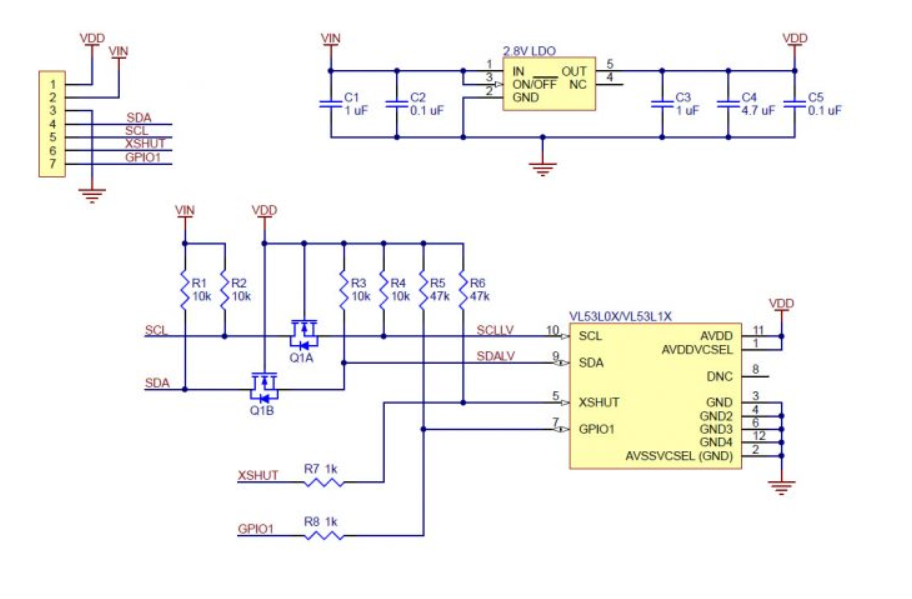 VDD
VIN
1
2
3
4 SDA
5 SCL
6 XSHUT
7 GPIO1
VIN
2.8V LDO
VDD
1 IN OUT 5
3 ON/OFF NC 4
2 GND
C1
1 uF
C2
0.1 uF
C3
1 uF
C4
4.7 uF
C5
0.1 uF
VIN
VDD
R1
10k
R2
10k
R3
10k
R4
10k
R5
47k
R6
47k
SCL
Q1A
SCLLV
SDALV
SDA
Q1B
XSHUT
R7 1k
GPIO1
R8 1k
VL53L0X/VL53L1X
VDD
10 SCL AVDD 11
AVDDVCSEL 1
9 SDA
DNC 8
5 XSHUT GND 3
GND2 4
7 GPIO1 GND3 6
GND4 12
AVSSVCSEL (GND) 2